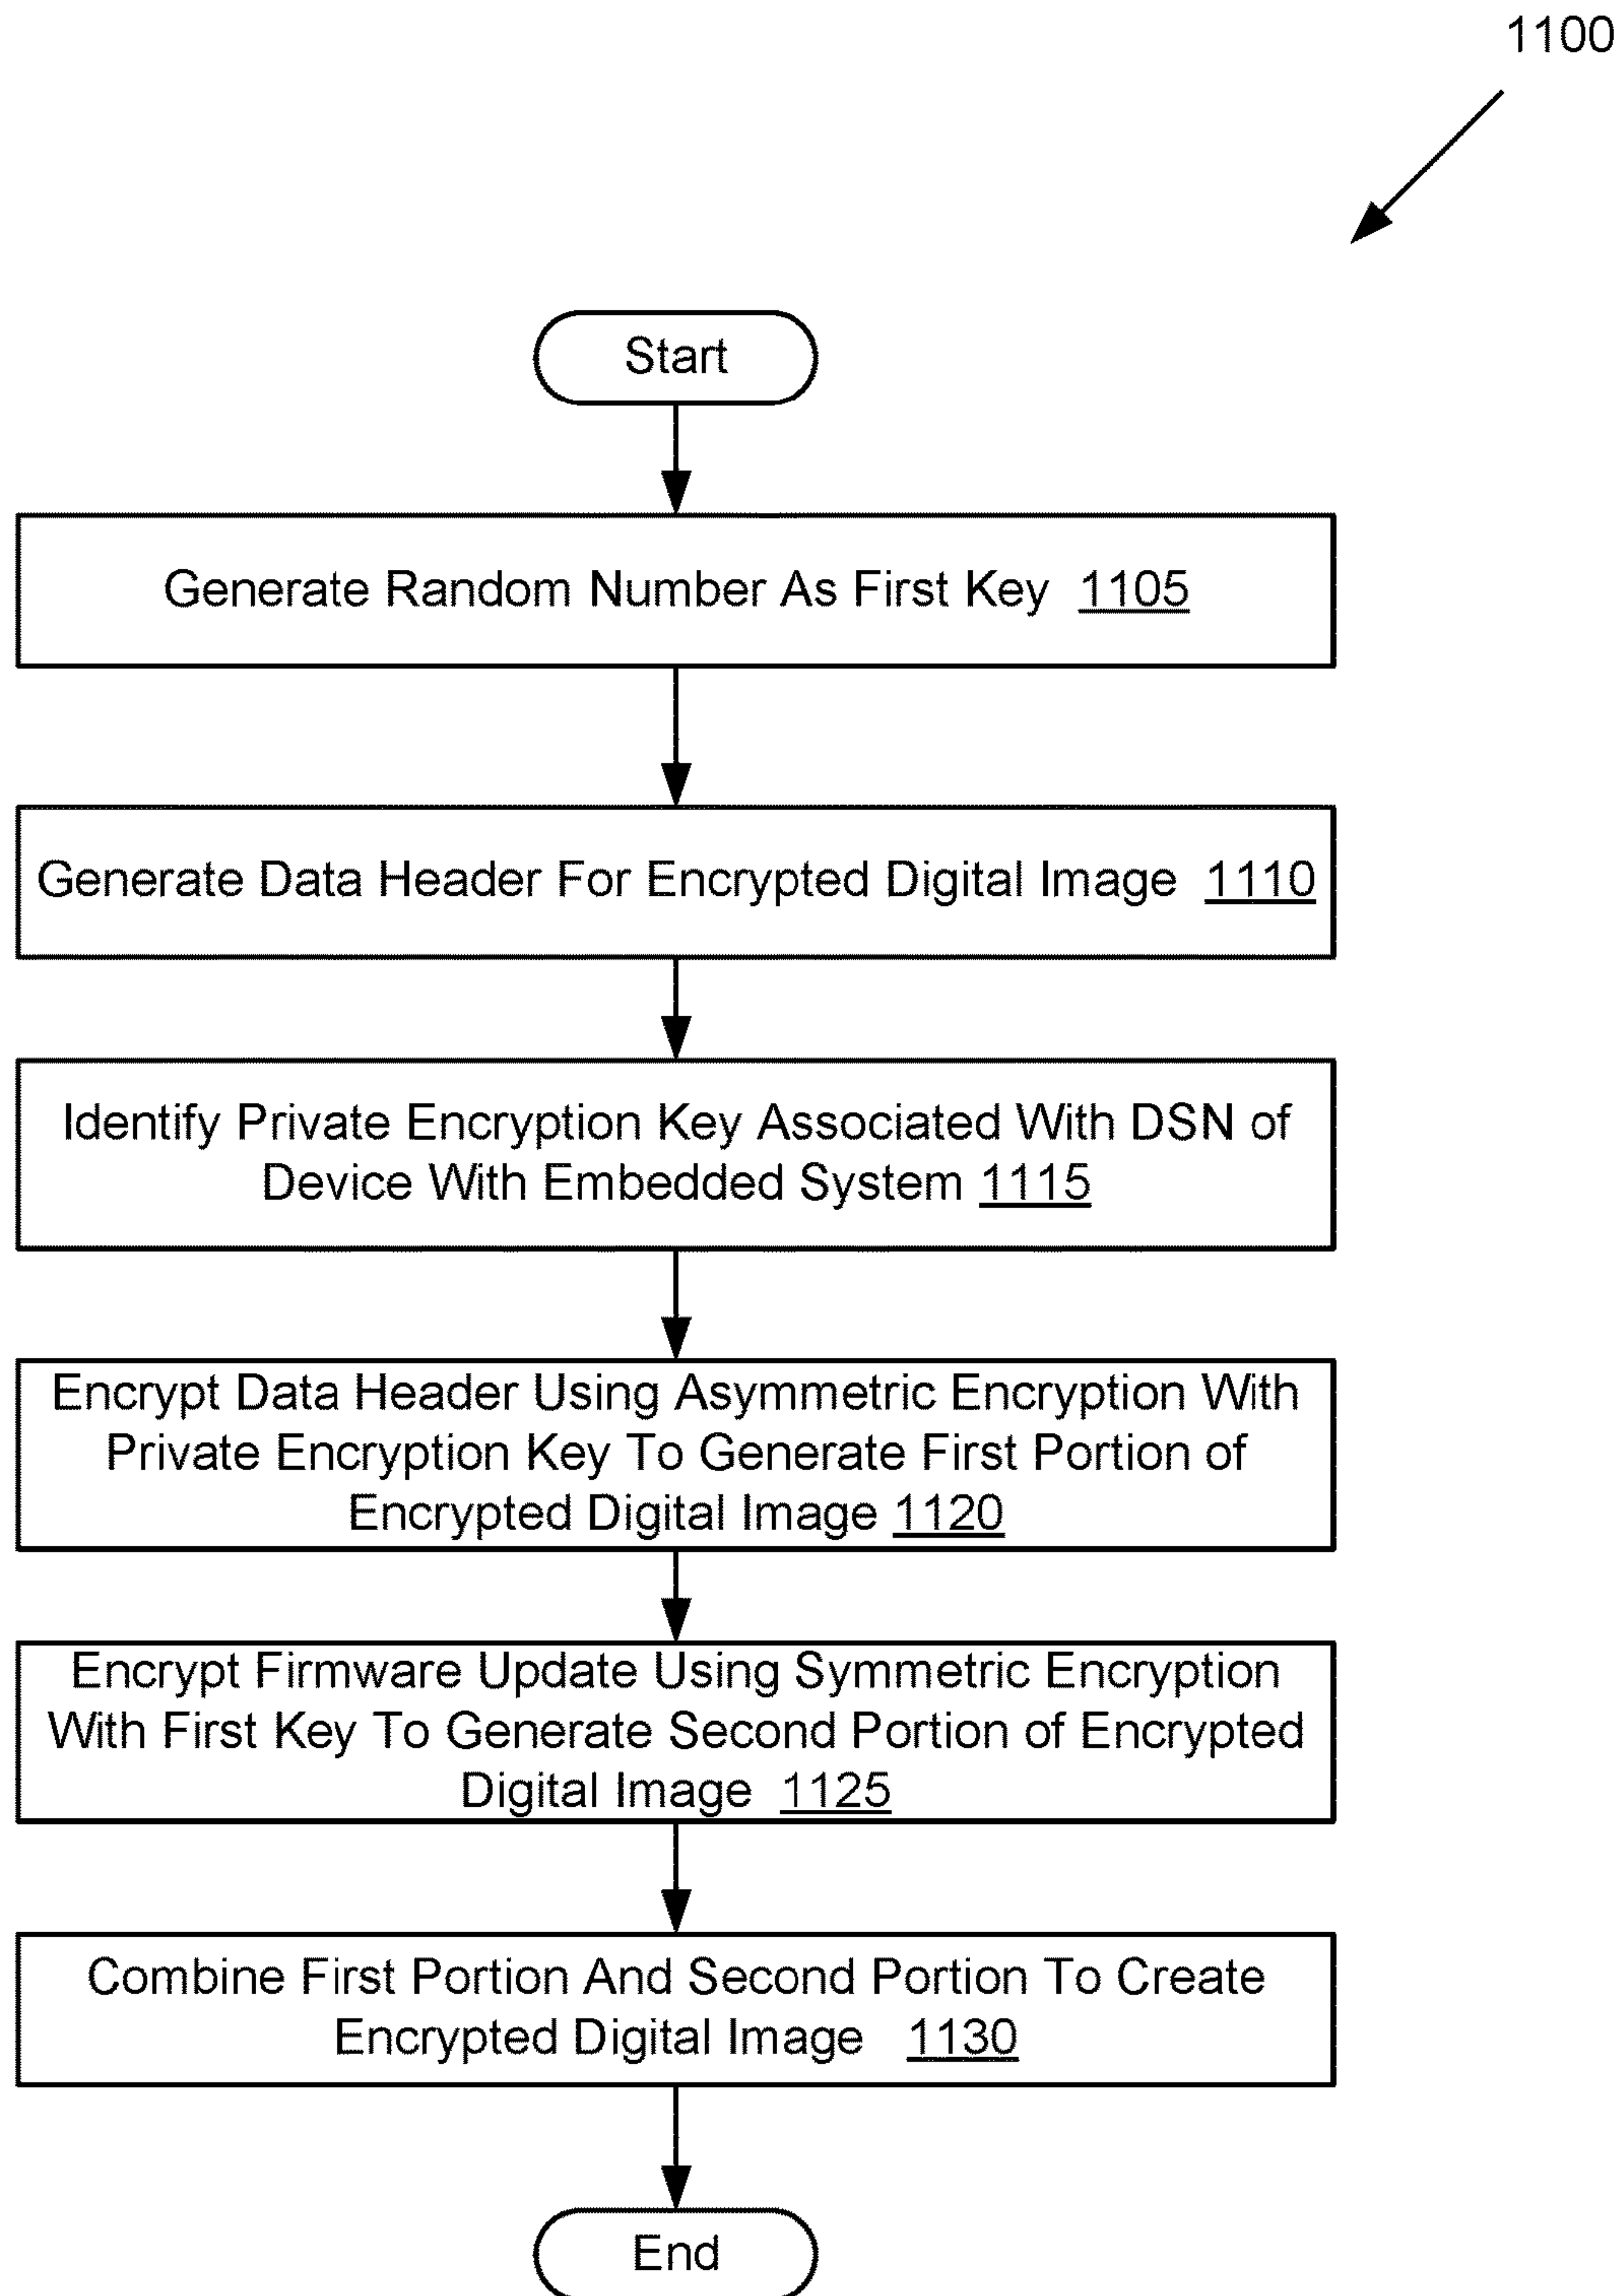 1100
Start
Generate Random Number As First Key 1105
Generate Data Header For Encrypted Digital Image 1110
Identify Private Encryption Key Associated With DSN of
Device With Embedded System 1115
Encrypt Data Header Using Asymmetric Encryption With
Private Encryption Key To Generate First Portion of
Encrypted Digital Image 1120
Encrypt Firmware Update Using Symmetric Encryption
With First Key To Generate Second Portion of Encrypted
Digital Image 1125
Combine First Portion And Second Portion To Create
Encrypted Digital Image 1130
End